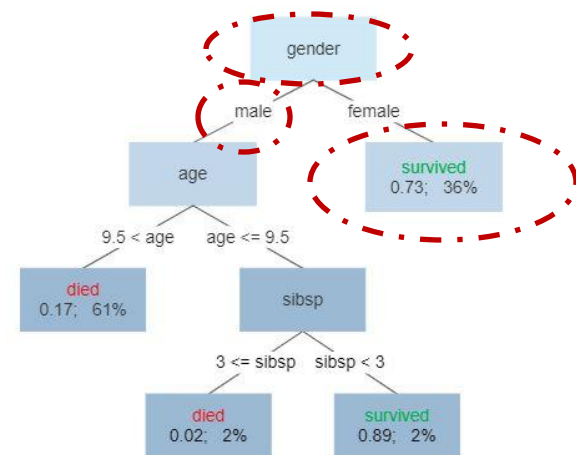 gender
male female
age
survived
0.73; 36%
9.5 < age age <= 9.5
died
0.17; 61%
sibsp
3 <= sibsp sibsp < 3
died
0.02; 2%
survived
0.89; 2%